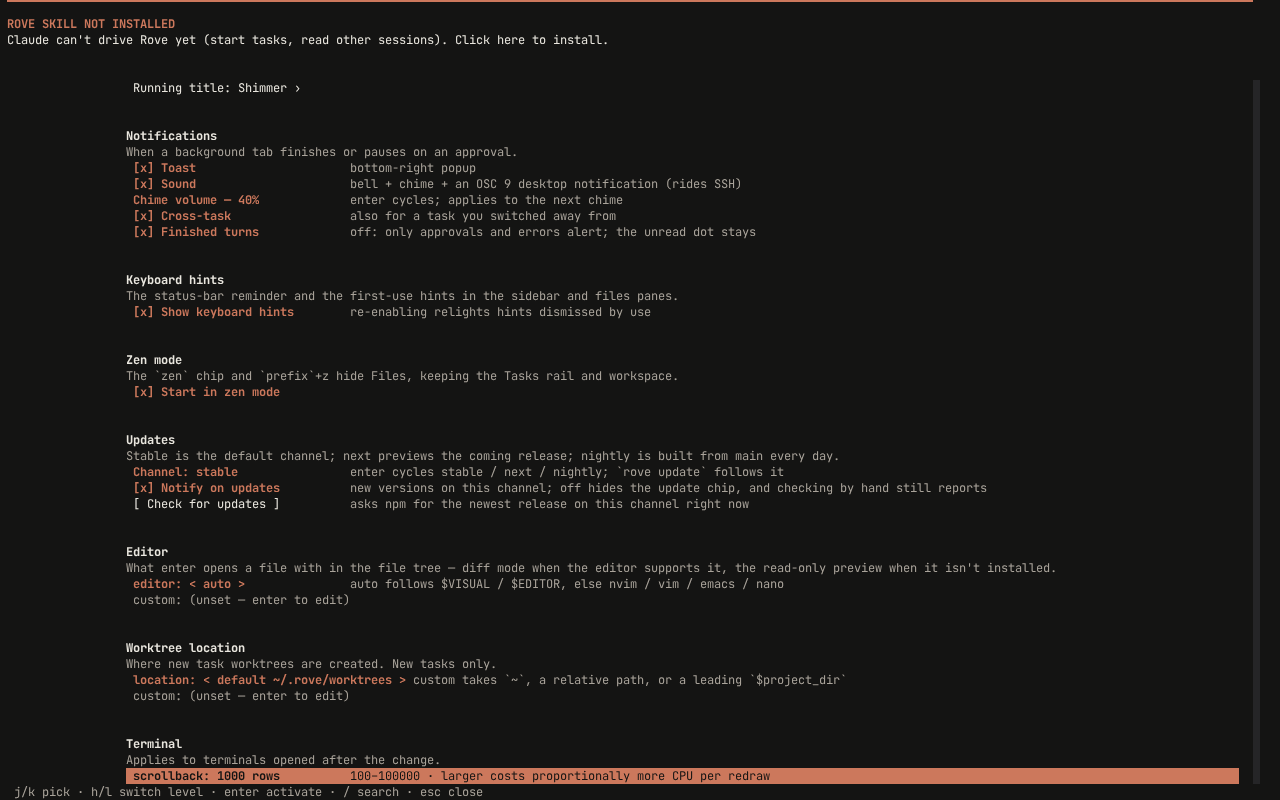 ROVE SKILL NOT INSTALLED
Claude can't drive Rove yet (start tasks, read other sessions). Click here to install.
Running title: Shimmer ›
Notifications
When a background tab finishes or pauses on an approval.
[x] Toast bottom-right popup
[x] Sound bell + chime + an OSC 9 desktop notification (rides SSH)
Chime volume — 40% enter cycles; applies to the next chime
[x] Cross-task also for a task you switched away from
[x] Finished turns off: only approvals and errors alert; the unread dot stays
Keyboard hints
The status-bar reminder and the first-use hints in the sidebar and files panes.
[x] Show keyboard hints re-enabling relights hints dismissed by use
Zen mode
The `zen` chip and `prefix`+z hide Files, keeping the Tasks rail and workspace.
[x] Start in zen mode
Updates
Stable is the default channel; next previews the coming release; nightly is built from main every day.
Channel: stable enter cycles stable / next / nightly; `rove update` follows it
[x] Notify on updates new versions on this channel; off hides the update chip, and checking by hand still reports
[ Check for updates ] asks npm for the newest release on this channel right now
Editor
What enter opens a file with in the file tree — diff mode when the editor supports it, the read-only preview when it isn't installed.
editor: < auto > auto follows $VISUAL / $EDITOR, else nvim / vim / emacs / nano
custom: (unset — enter to edit)
Worktree location
Where new task worktrees are created. New tasks only.
location: < default ~/.rove/worktrees > custom takes `~`, a relative path, or a leading `$project_dir`
custom: (unset — enter to edit)
Terminal
Applies to terminals opened after the change.
scrollback: 1000 rows 100–100000 · larger costs proportionally more CPU per redraw
j/k pick · h/l switch level · enter activate · / search · esc close